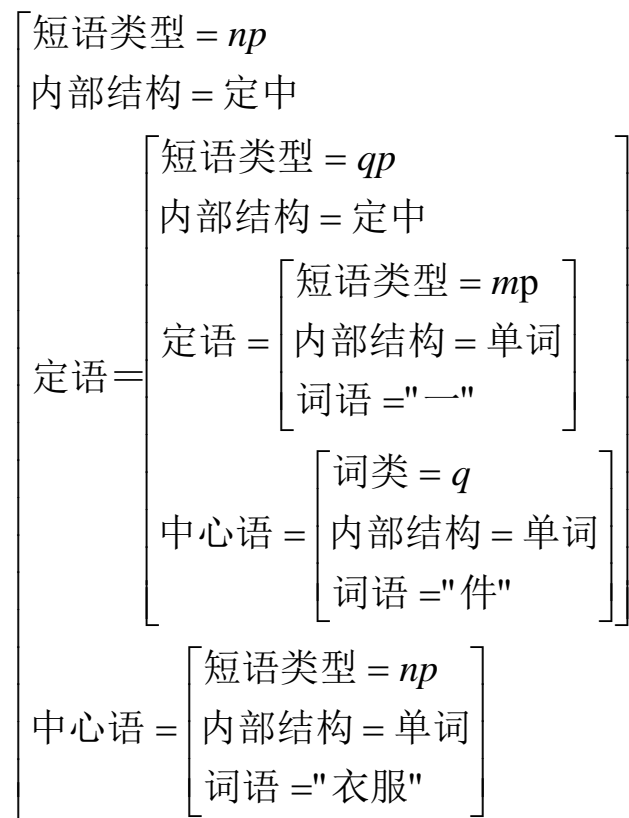 短语类型 = np
内部结构 = 定中
短语类型 = qp
内部结构 = 定中
短语类型 = mp
定语 = 内部结构 = 单词
词语 ="一"
定语＝
词类 = q
中心语 = 内部结构 = 单词
词语 ="件"
短语类型 = np
中心语 = 内部结构 = 单词
词语 ="衣服"